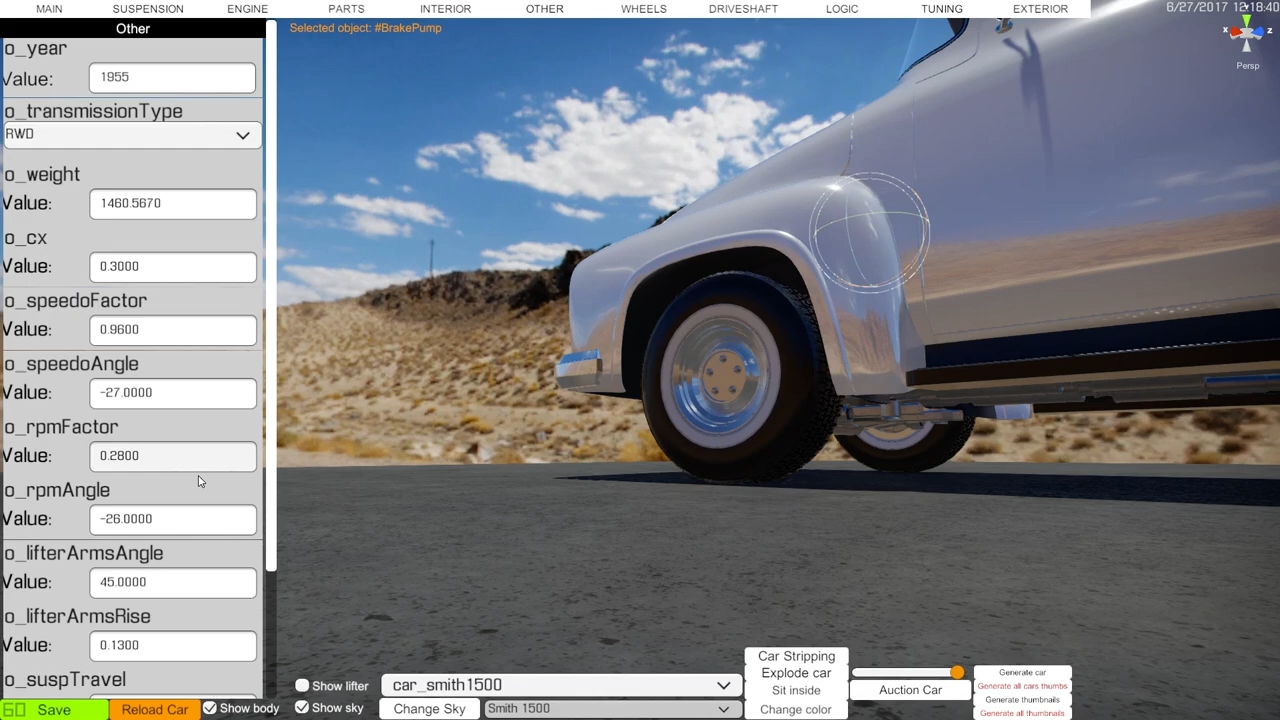 MAIN SUSPENSION ENGINE PARTS INTERIOR OTHER WHEELS DRIVESHAFT LOGIC TUNING EXTERIOR
6/27/2017 12:18:40
Other
Selected object: #BrakePump
x z
Persp
o_year
Value: 1955
o_transmissionType
RWD
o_weight
Value: 1460.5670
o_cx
Value: 0.3000
o_speedoFactor
Value: 0.9600
o_speedoAngle
Value: -27.0000
o_rpmFactor
Value: 0.2800
o_rpmAngle
Value: -26.0000
o_lifterArmsAngle
Value: 45.0000
o_lifterArmsRise
Value: 0.1300
o_suspTravel
60 Save Reload Car Show body
Show lifter
Show sky
car_smith1500
Change Sky Smith 1500
Car Stripping
Explode car
Sit inside
Change color
Auction Car
Generate car
Generate all cars thumbs
Generate thumbnails
Generate all thumbnails